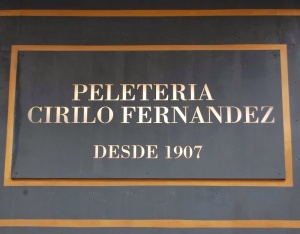 PELETERIA
CIRILO FERNANDEZ
DESDE 1907